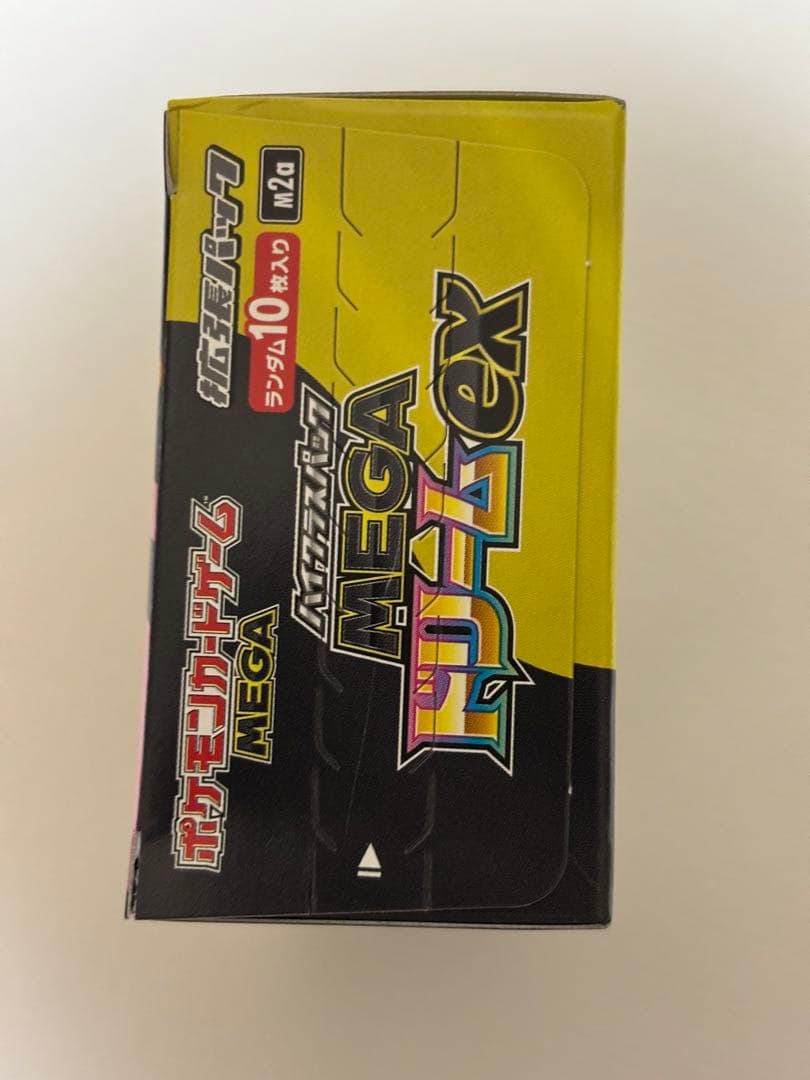 ポケモンカードゲーム™
MEGA
拡張パック
ランダム10枚入り
M2a
ハイクラスパック
MEGA
ドリームex